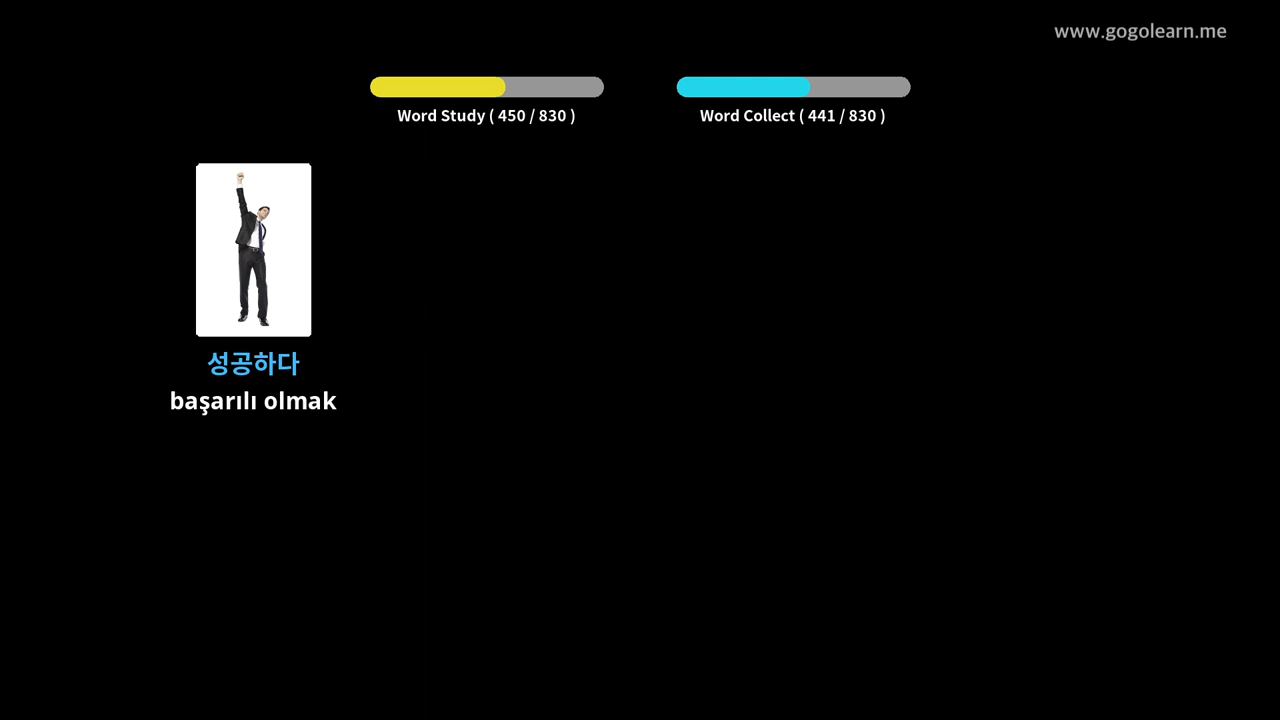 www.gogolearn.me
Word Study ( 450 / 830 )
Word Collect ( 441 / 830 )
성공하다
başarılı olmak